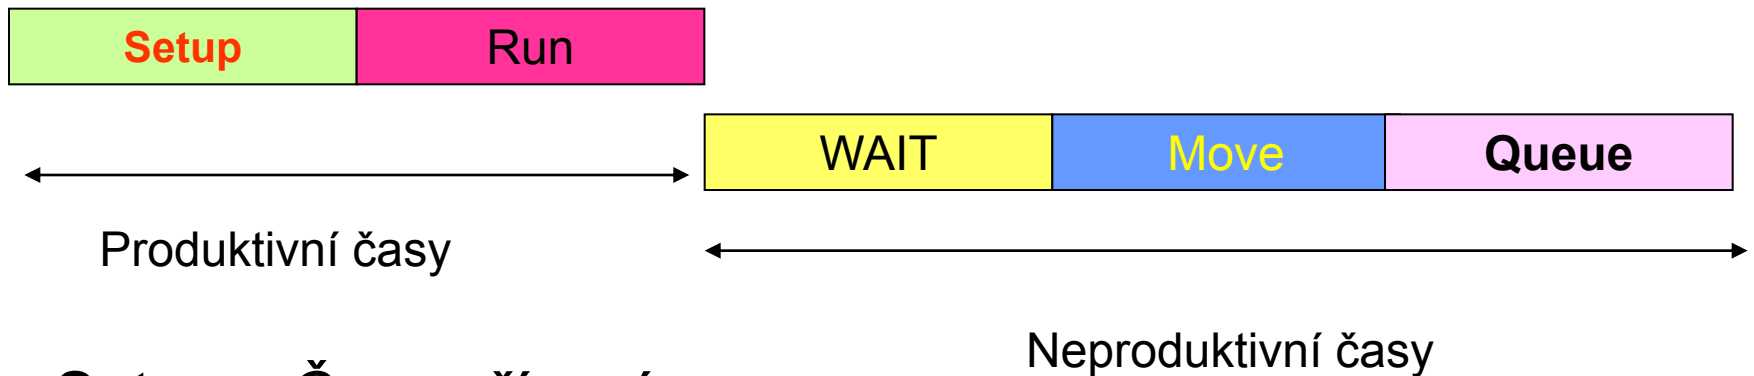 Setup Run
WAIT Move Queue
Produktivní časy
Neproduktivní časy